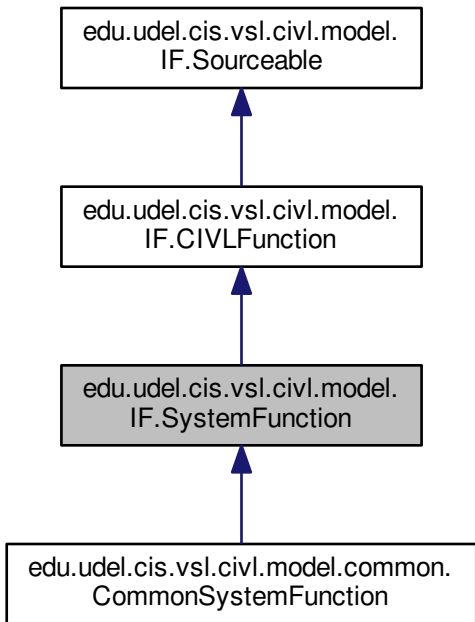 edu.udel.cis.vsl.civl.model.
IF.Sourceable
edu.udel.cis.vsl.civl.model.
IF.CIVLFunction
edu.udel.cis.vsl.civl.model.
IF.SystemFunction
edu.udel.cis.vsl.civl.model.common.
CommonSystemFunction